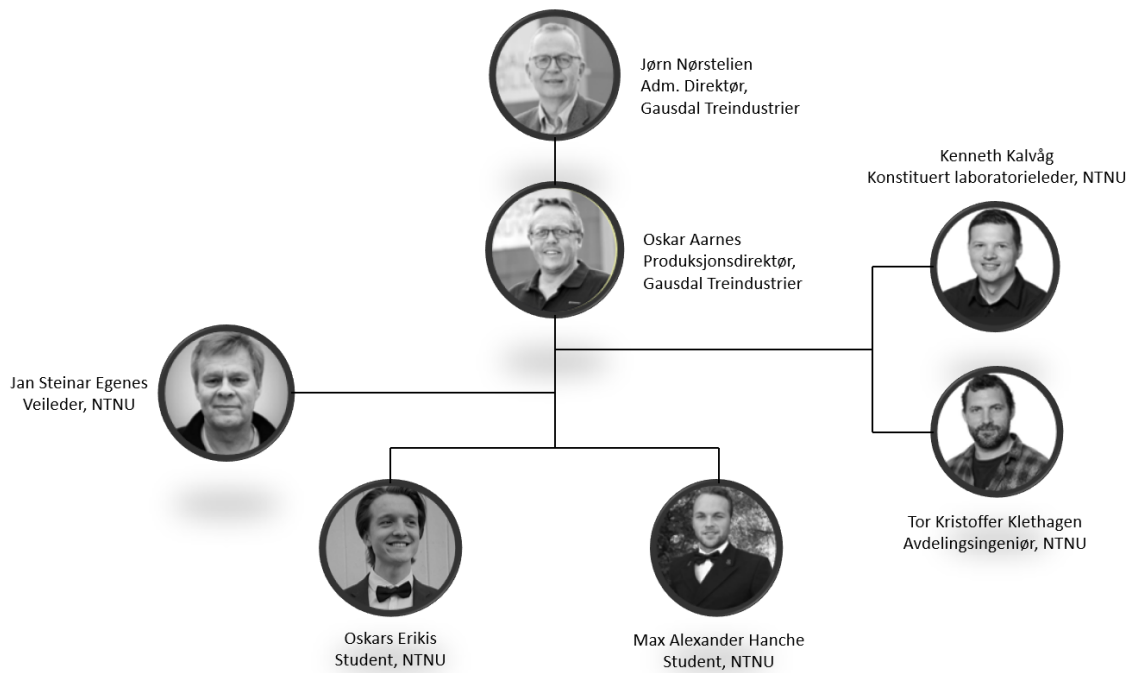 Jørn Nørstelien
Adm. Direktør,
Gausdal Treindustrier
Kenneth Kalvåg
Konstituert laboratorieleder, NTNU
Oskar Aarnes
Produksjonsdirektør,
Gausdal Treindustrier
Jan Steinar Egenes
Veileder, NTNU
Tor Kristoffer Klethagen
Avdelingsingeniør, NTNU
Oskars Erikis
Student, NTNU
Max Alexander Hanche
Student, NTNU